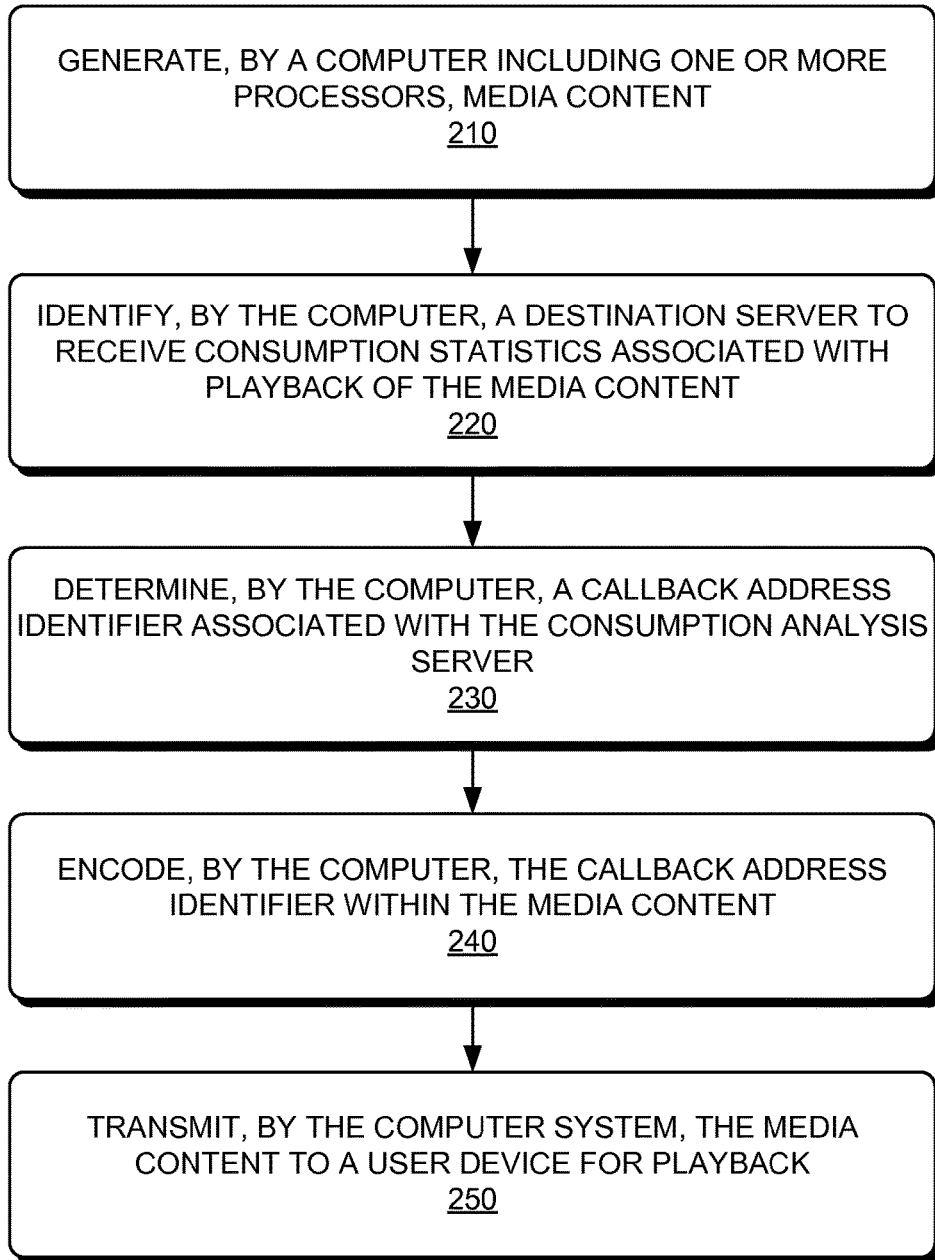 GENERATE, BY A COMPUTER INCLUDING ONE OR MORE
PROCESSORS, MEDIA CONTENT
210
IDENTIFY, BY THE COMPUTER, A DESTINATION SERVER TO
RECEIVE CONSUMPTION STATISTICS ASSOCIATED WITH
PLAYBACK OF THE MEDIA CONTENT
220
DETERMINE, BY THE COMPUTER, A CALLBACK ADDRESS
IDENTIFIER ASSOCIATED WITH THE CONSUMPTION ANALYSIS
SERVER
230
ENCODE, BY THE COMPUTER, THE CALLBACK ADDRESS
IDENTIFIER WITHIN THE MEDIA CONTENT
240
TRANSMIT, BY THE COMPUTER SYSTEM, THE MEDIA
CONTENT TO A USER DEVICE FOR PLAYBACK
250